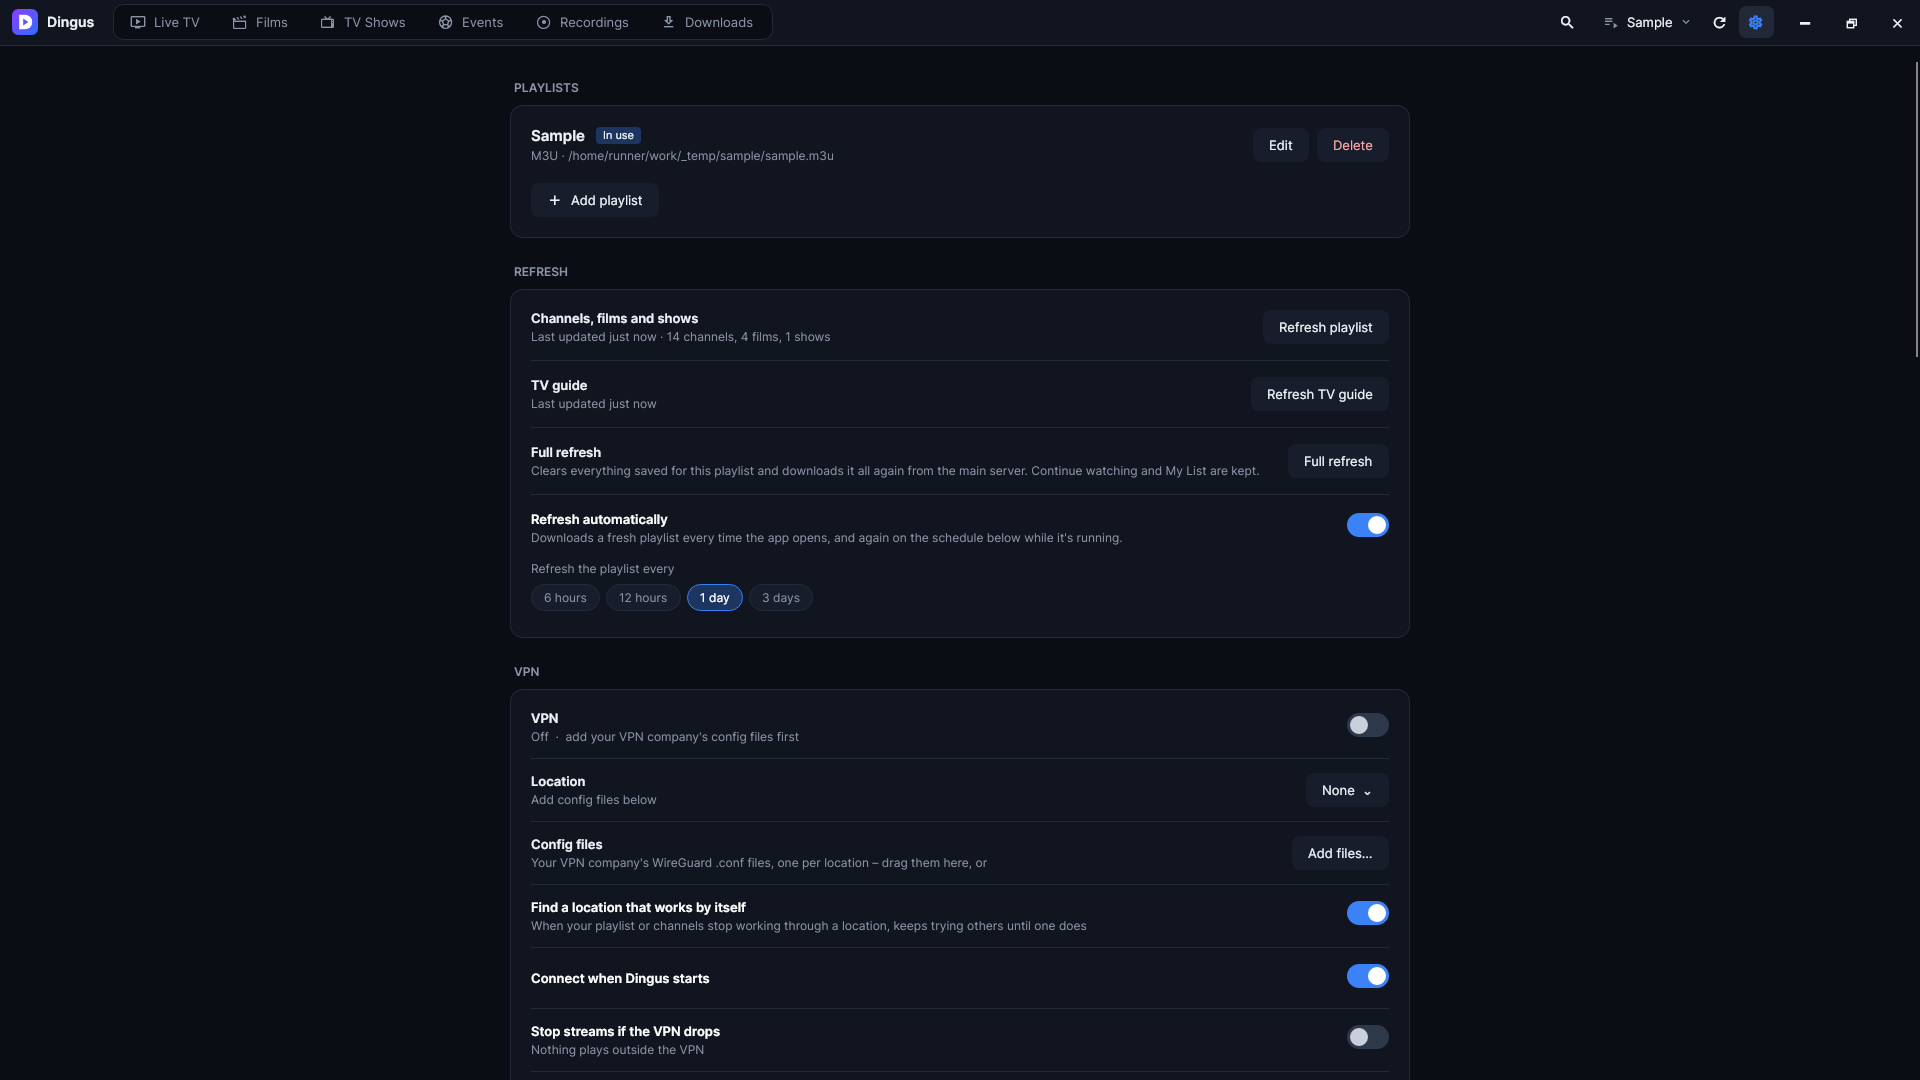 Dingus
Live TV
Films
TV Shows
Events
Recordings
Downloads
Sample
PLAYLISTS
Sample In use
M3U · /home/runner/work/_temp/sample/sample.m3u
Edit
Delete
Add playlist
REFRESH
Channels, films and shows
Last updated just now · 14 channels, 4 films, 1 shows
Refresh playlist
TV guide
Last updated just now
Refresh TV guide
Full refresh
Clears everything saved for this playlist and downloads it all again from the main server. Continue watching and My List are kept.
Full refresh
Refresh automatically
Downloads a fresh playlist every time the app opens, and again on the schedule below while it's running.
Refresh the playlist every
6 hours
12 hours
1 day
3 days
VPN
VPN
Off · add your VPN company's config files first
Location
Add config files below
None
Config files
Your VPN company's WireGuard .conf files, one per location – drag them here, or
Add files...
Find a location that works by itself
When your playlist or channels stop working through a location, keeps trying others until one does
Connect when Dingus starts
Stop streams if the VPN drops
Nothing plays outside the VPN